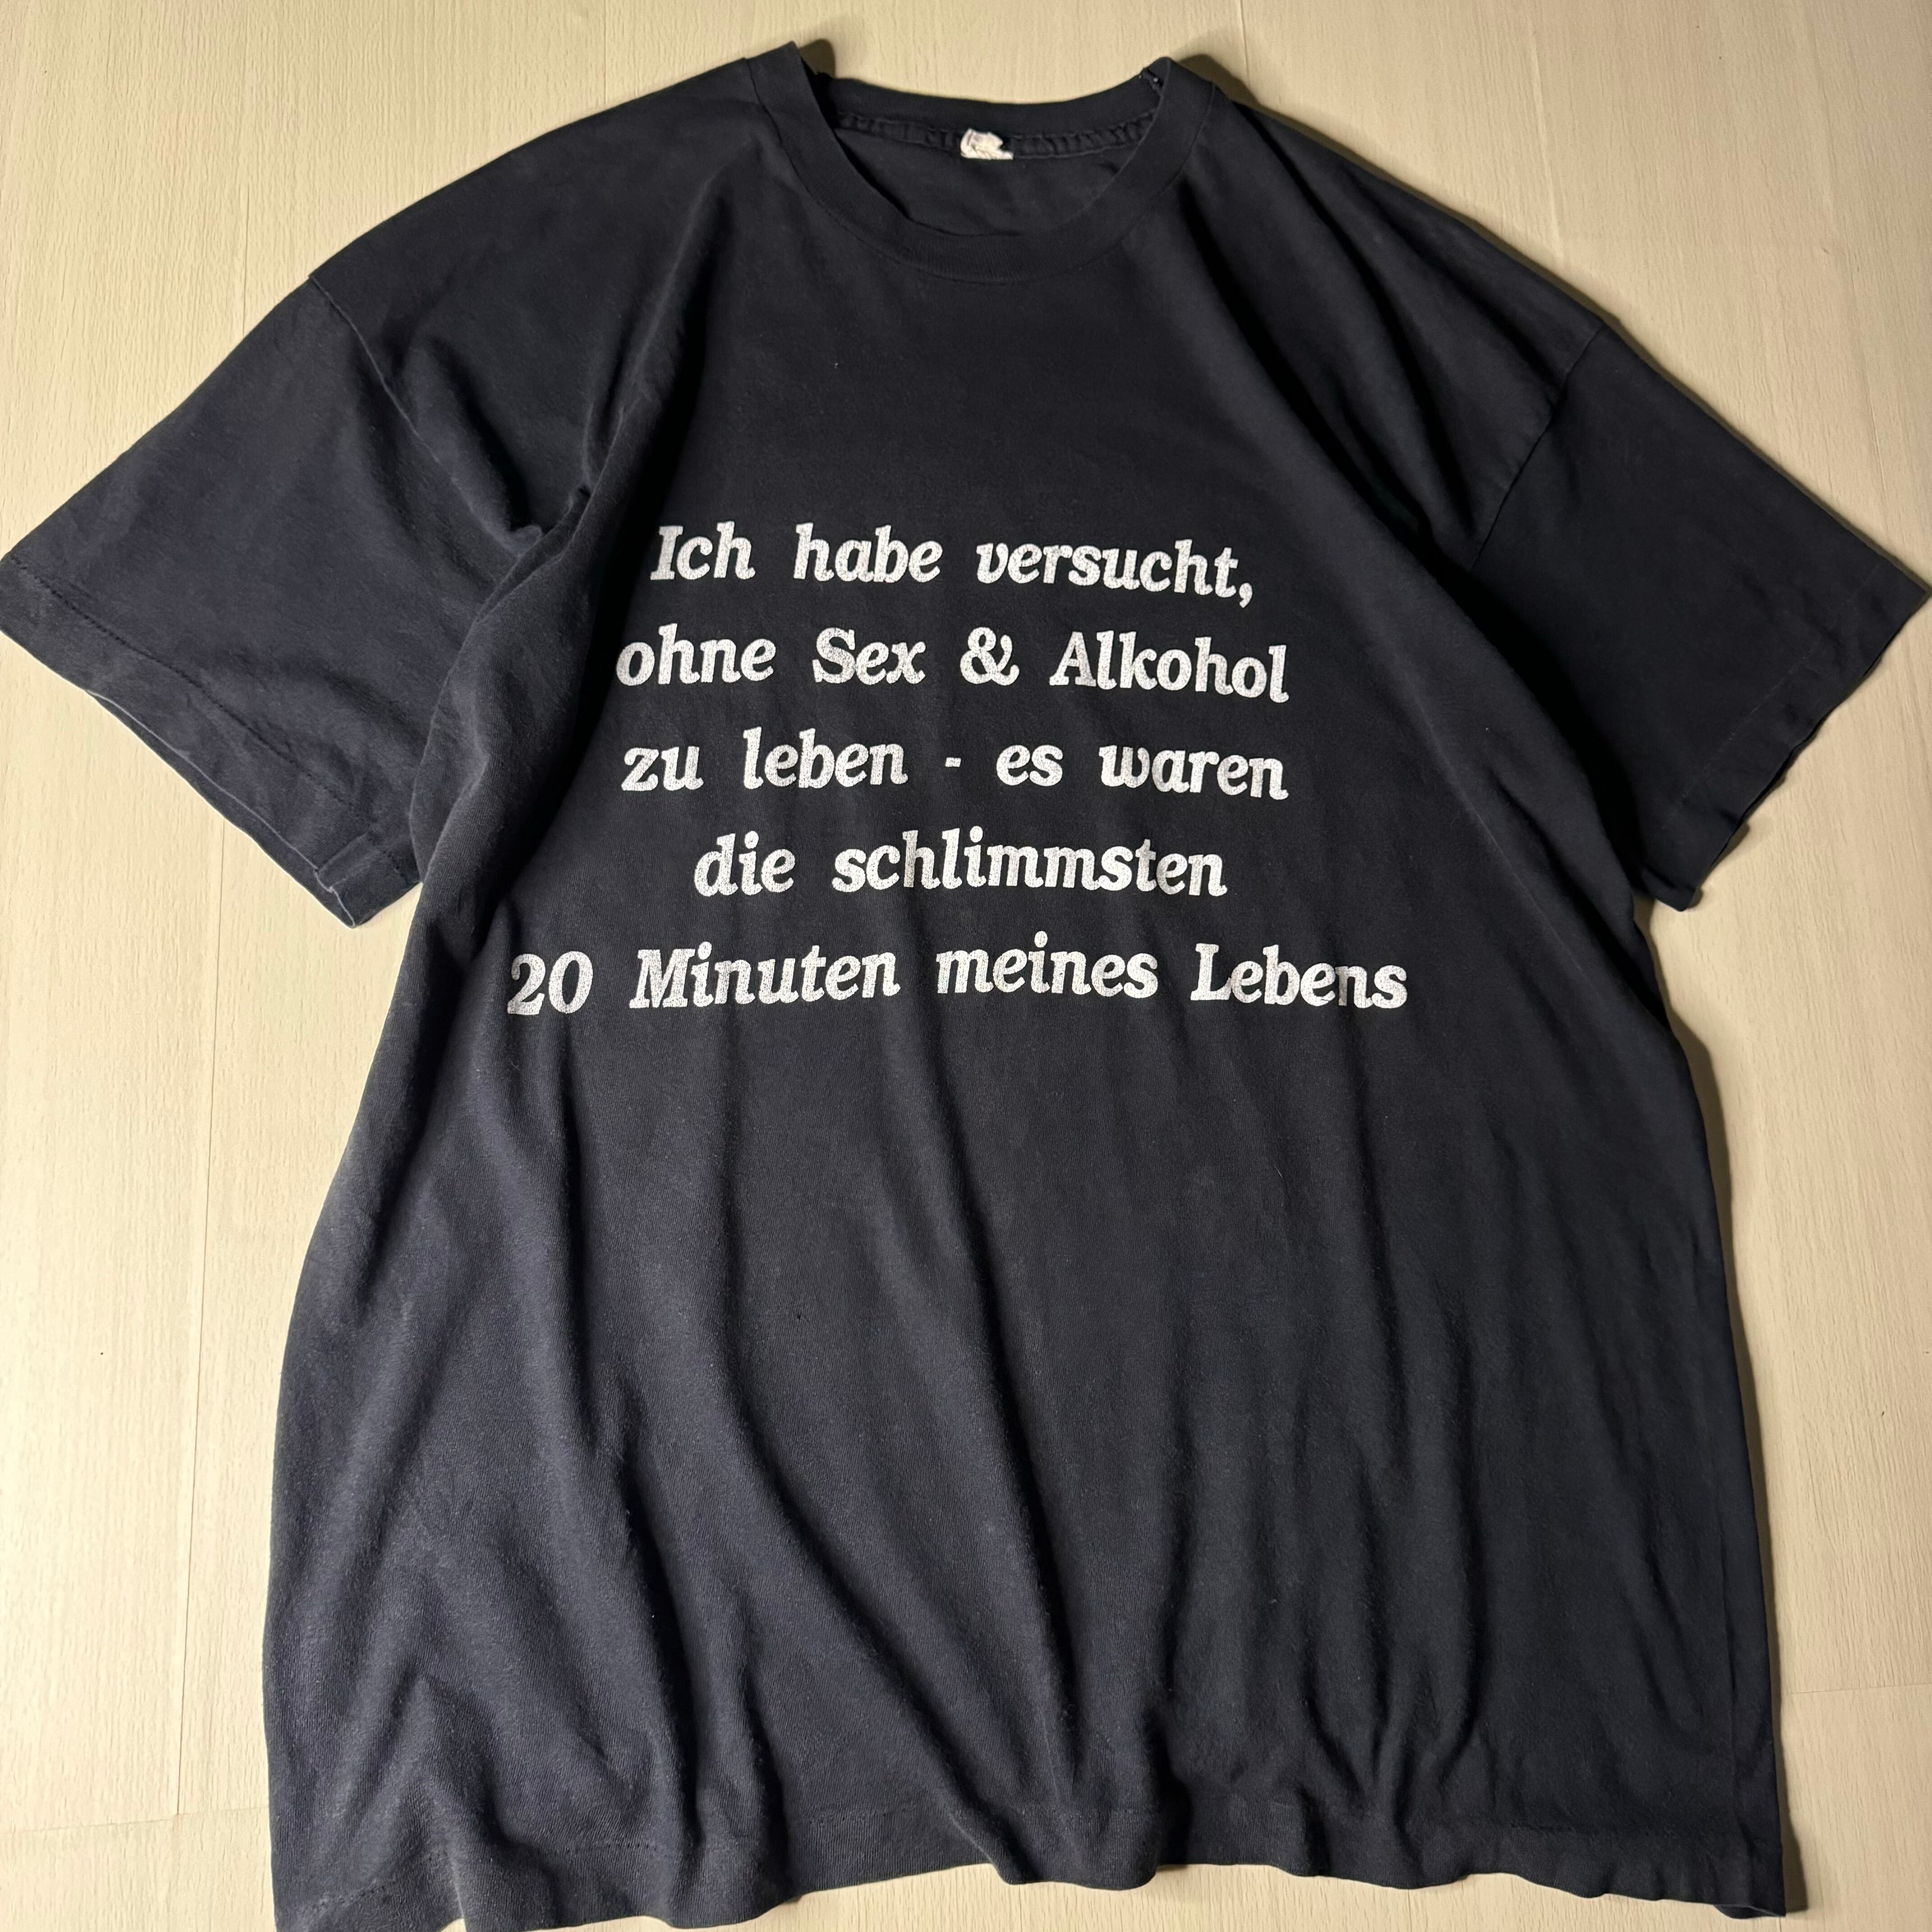 Ich habe versucht,
ohne Sex & Alkohol
zu leben - es waren
die schlimmsten
20 Minuten meines Lebens